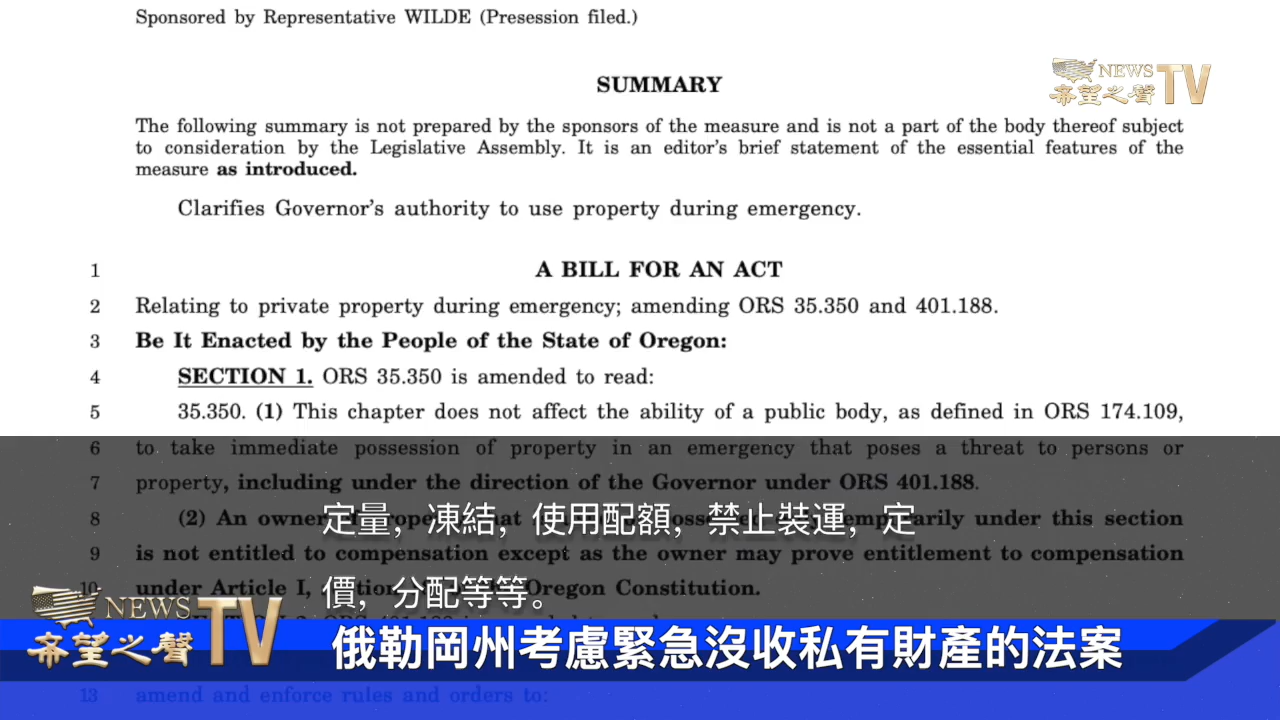 Sponsored by Representative WILDE (Presession filed.)
NEWS TV
希望之聲
SUMMARY
The following summary is not prepared by the sponsors of the measure and is not a part of the body thereof subject
to consideration by the Legislative Assembly. It is an editor's brief statement of the essential features of the
measure as introduced.
Clarifies Governor's authority to use property during emergency.
1 A BILL FOR AN ACT
2 Relating to private property during emergency; amending ORS 35.350 and 401.188.
3 Be It Enacted by the People of the State of Oregon:
4 SECTION 1. ORS 35.350 is amended to read:
5 35.350. (1) This chapter does not affect the ability of a public body, as defined in ORS 174.109,
6 to take immediate possession of property in an emergency that poses a threat to persons or
7 property, including under the direction of the Governor under ORS 401.188.
8 (2) An owner under this section
定量，凍結，使用配額，禁止裝運，定
9 is not entitled to compensation except as the owner may prove entitlement to compensation
10 under Article I, Oregon Constitution.
價，分配等等。
NEWS TV
希望之聲
俄勒岡州考慮緊急沒收私有財產的法案
13 amend and enforce rules and orders to: